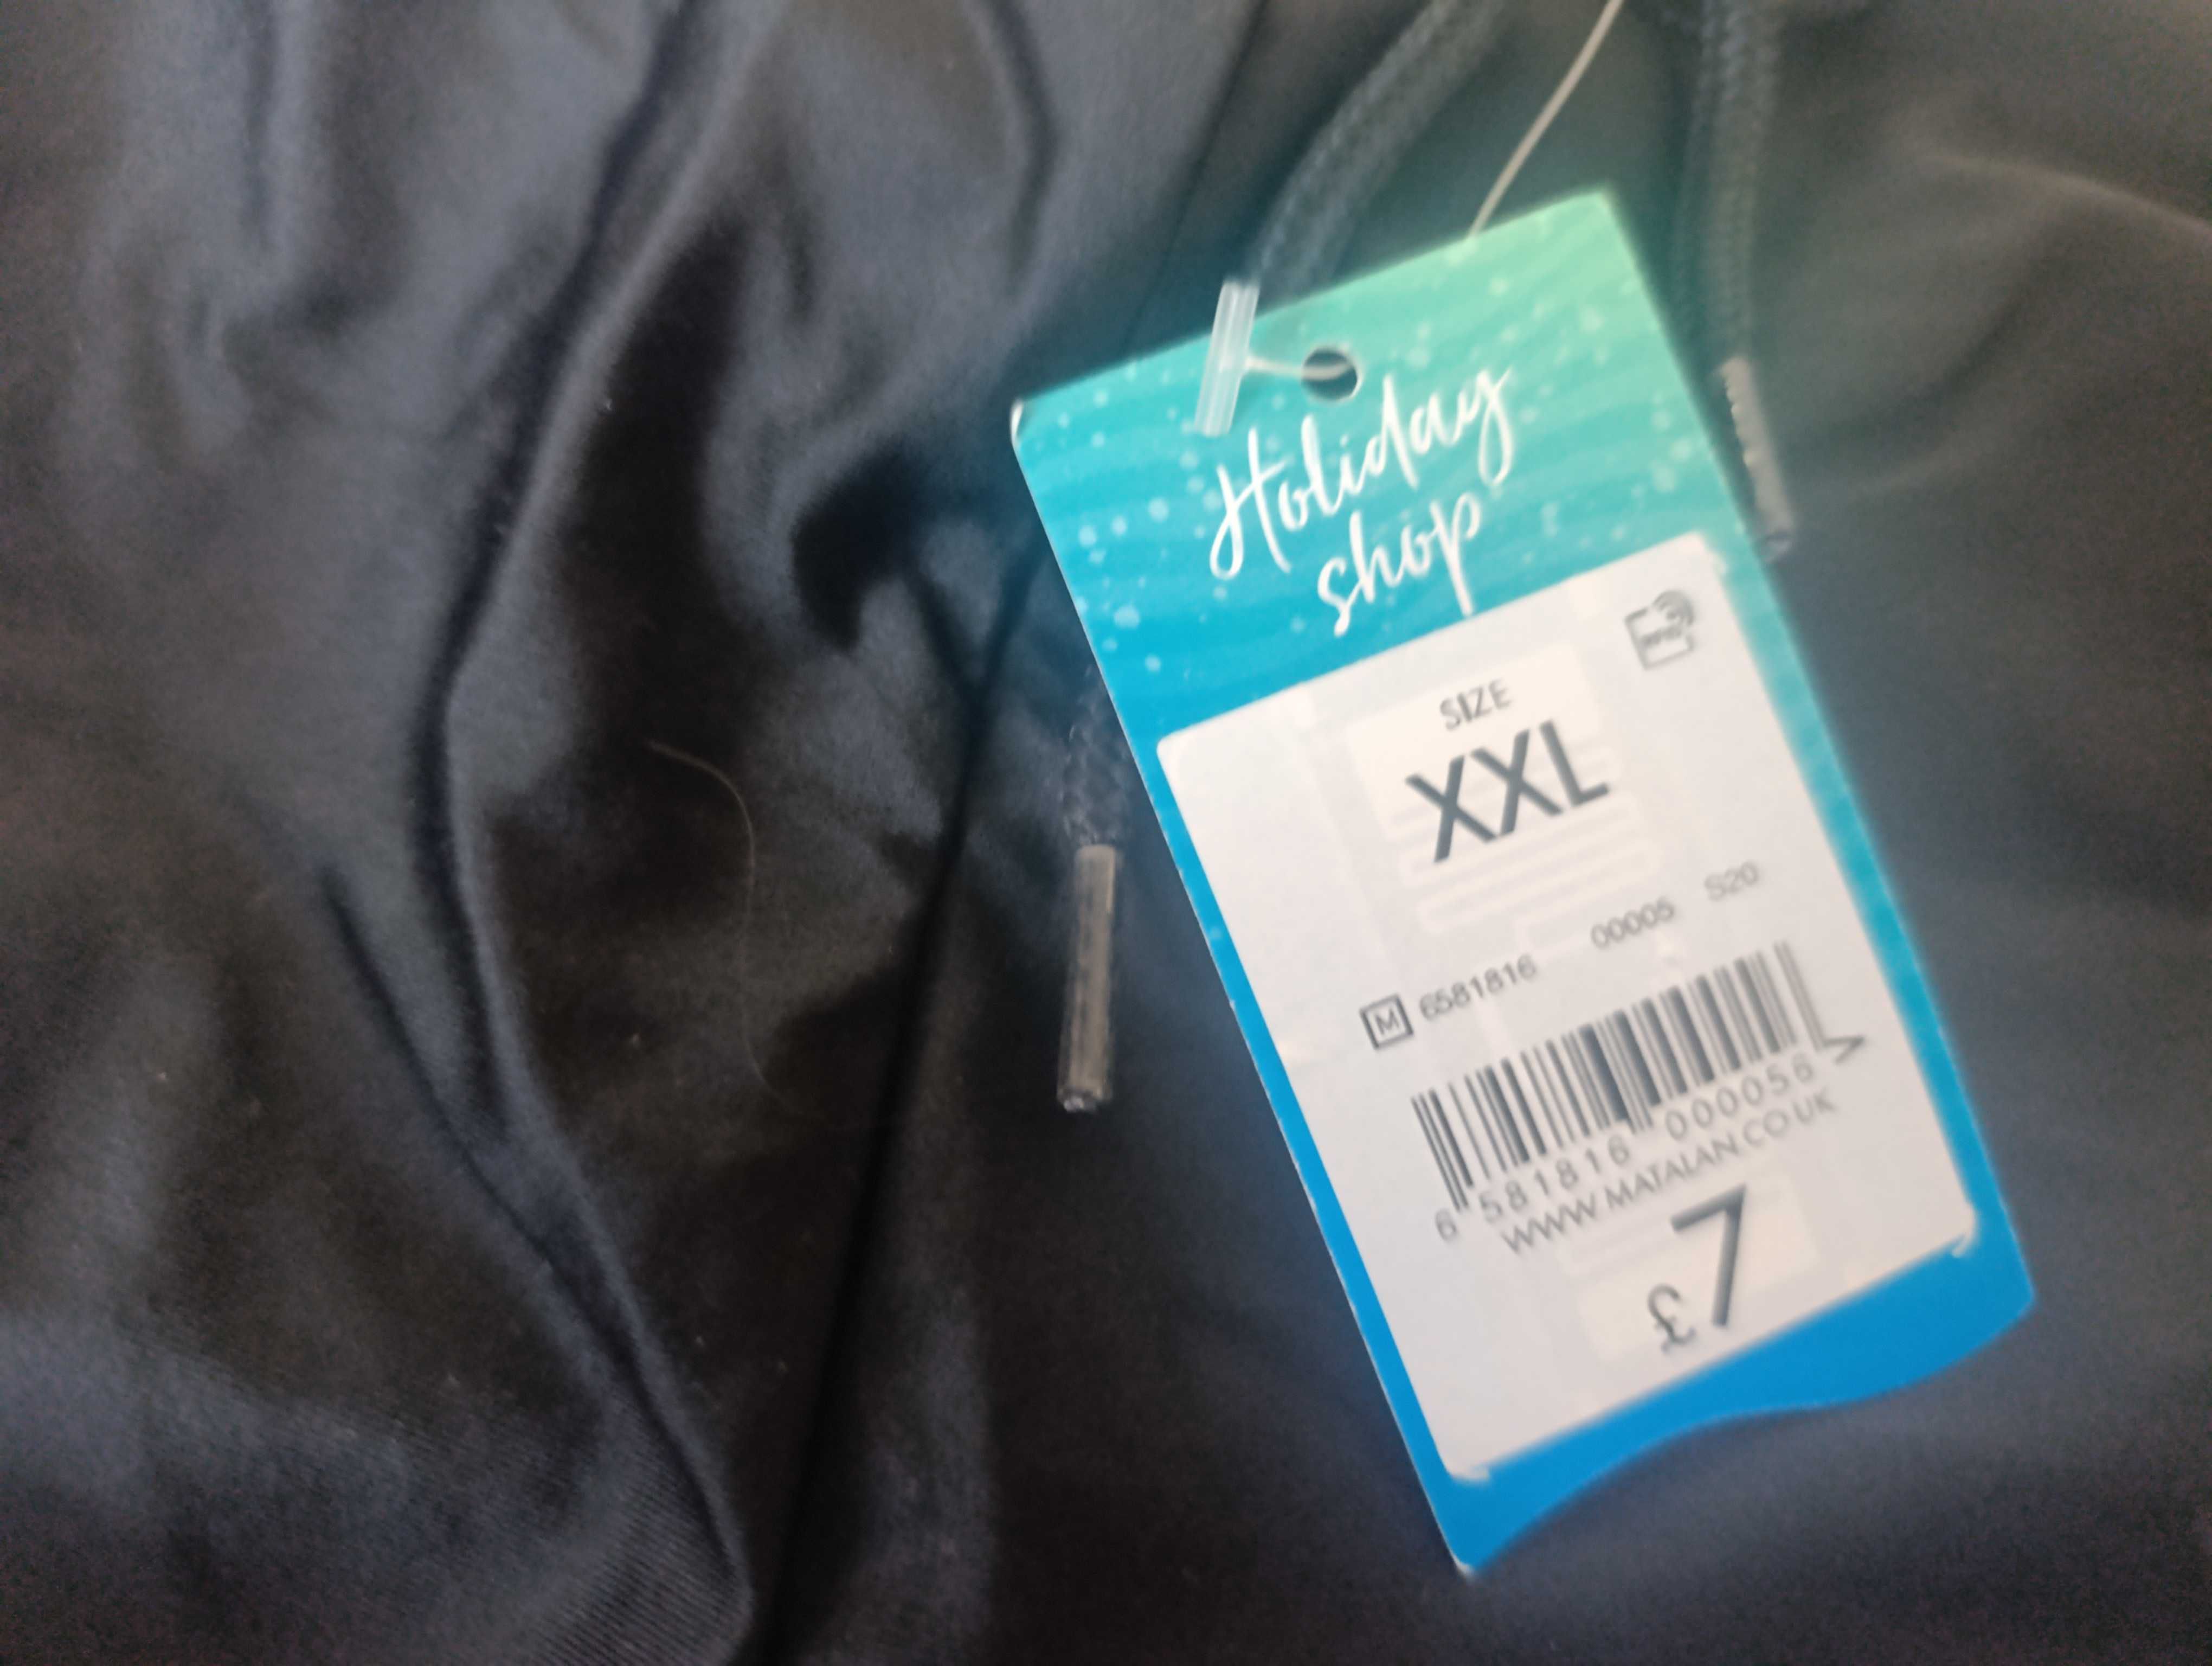 Holiday
shop
SIZE
XXL
M 6581816 00005 S20
6 581816 000058 >
WWW.MATALAN.CO.UK
£7